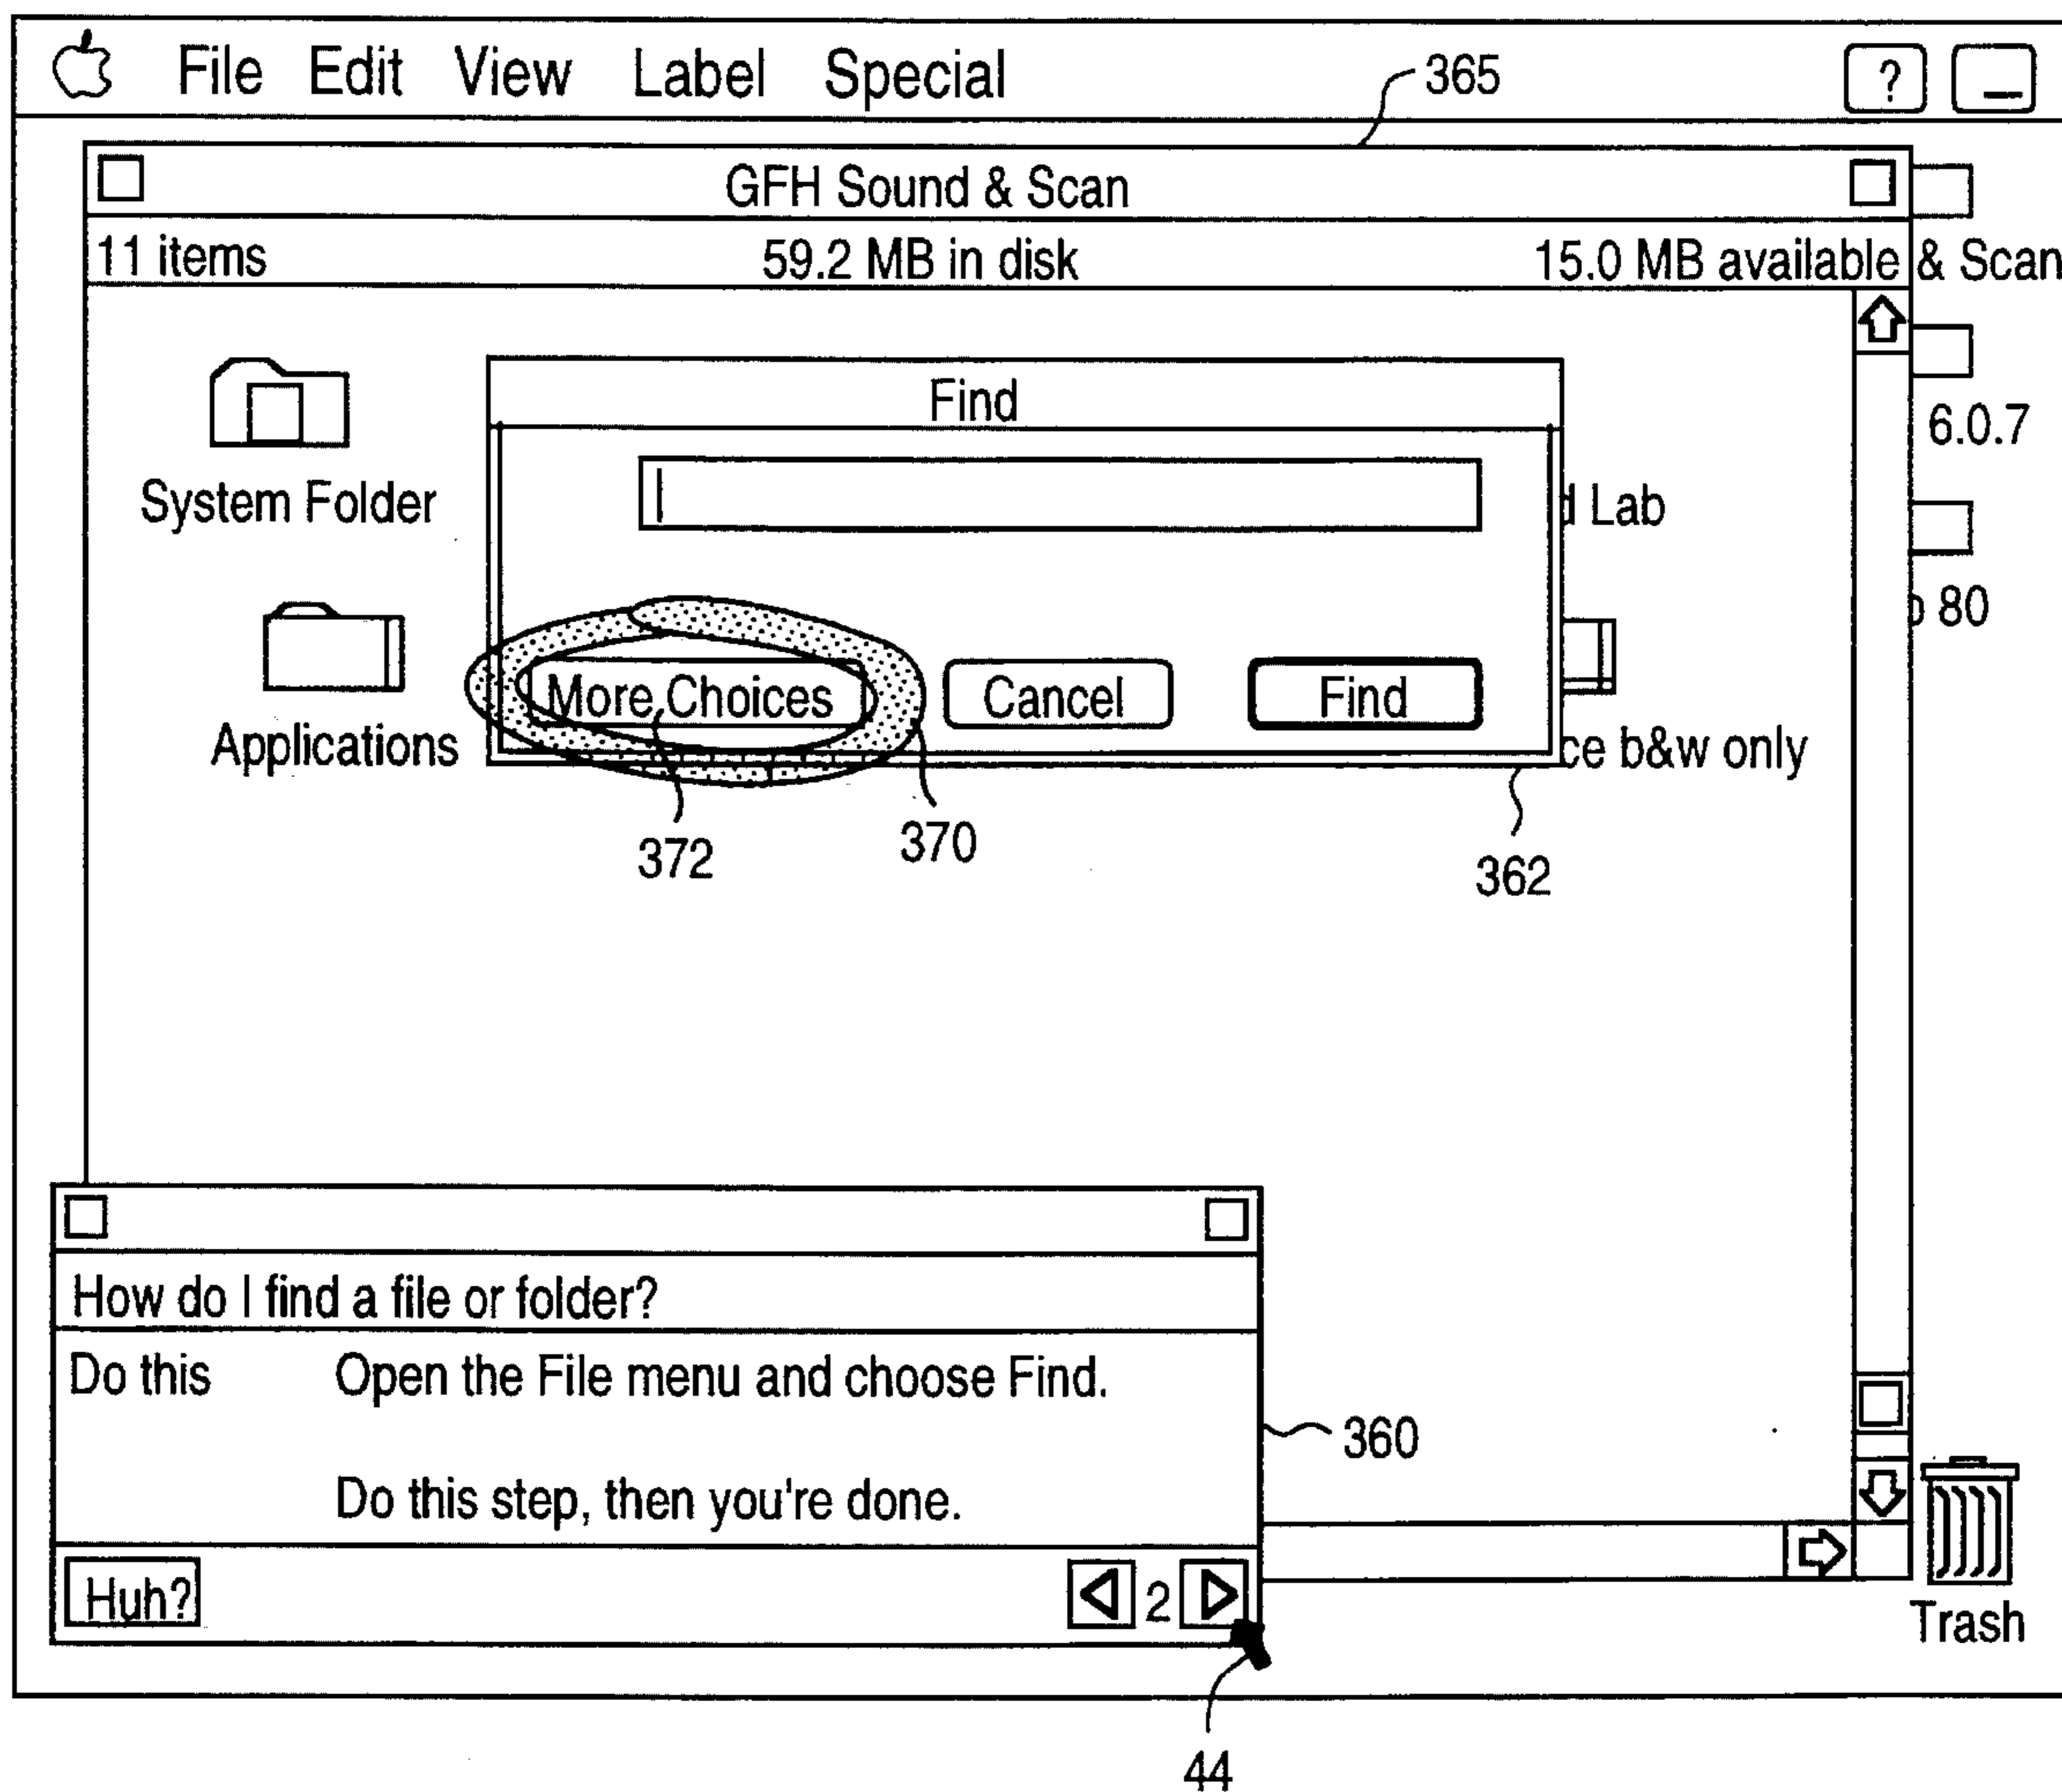 File Edit View Label Special ?
365
GFH Sound & Scan
11 items 59.2 MB in disk 15.0 MB available & Scan
Find
6.0.7
System Folder
Lab
80
More Choices Cancel Find
Applications
ce b&w only
372
370
362
How do I find a file or folder?
Do this Open the File menu and choose Find.
360
Do this step, then you're done.
Huh? 2
Trash
44